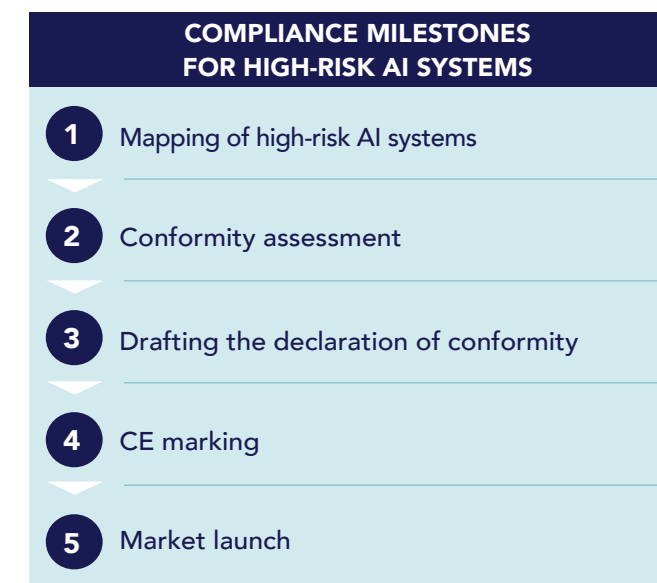 COMPLIANCE MILESTONES
FOR HIGH-RISK AI SYSTEMS
1 Mapping of high-risk AI systems
2 Conformity assessment
3 Drafting the declaration of conformity
4 CE marking
5 Market launch